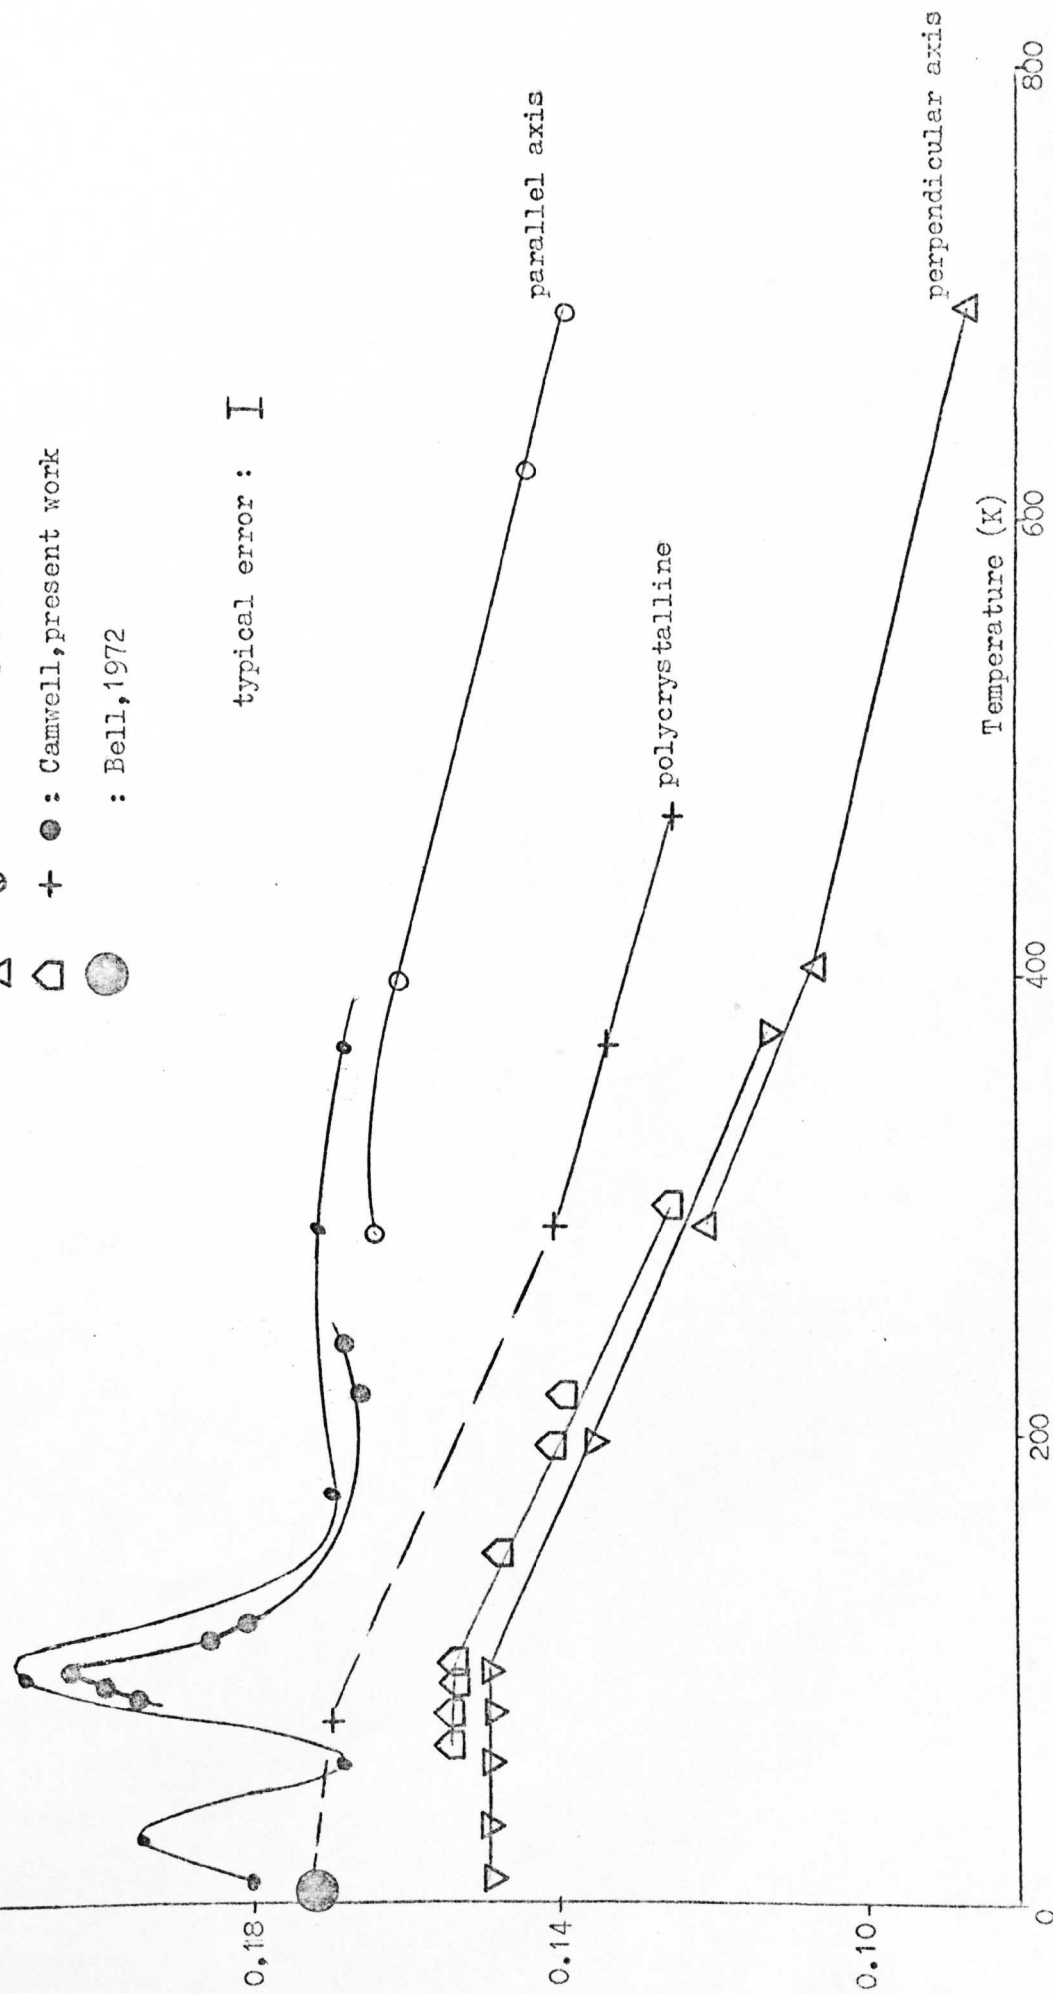 : Camwell,present work
: Bell,1972
typical error :
parallel axis
polycrystalline
perpendicular axis
0,18
0.14
0.10
0
200
400
600
800
Temperature (K)